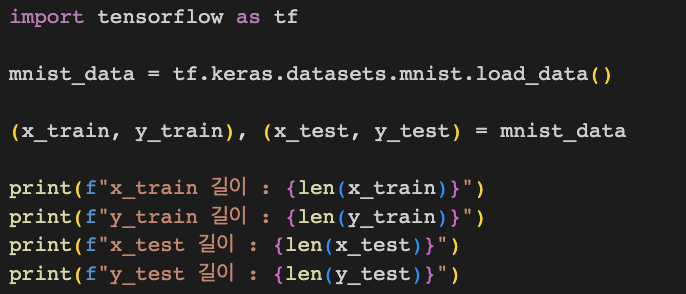 import tensorflow as tf
mnist_data = tf.keras.datasets.mnist.load_data()
(x_train, y_train), (x_test, y_test) = mnist_data
print(f"x_train 길이 : {len(x_train)}")
print(f"y_train 길이 : {len(y_train)}")
print(f"x_test 길이 : {len(x_test)}")
print(f"y_test 길이 : {len(y_test)}")